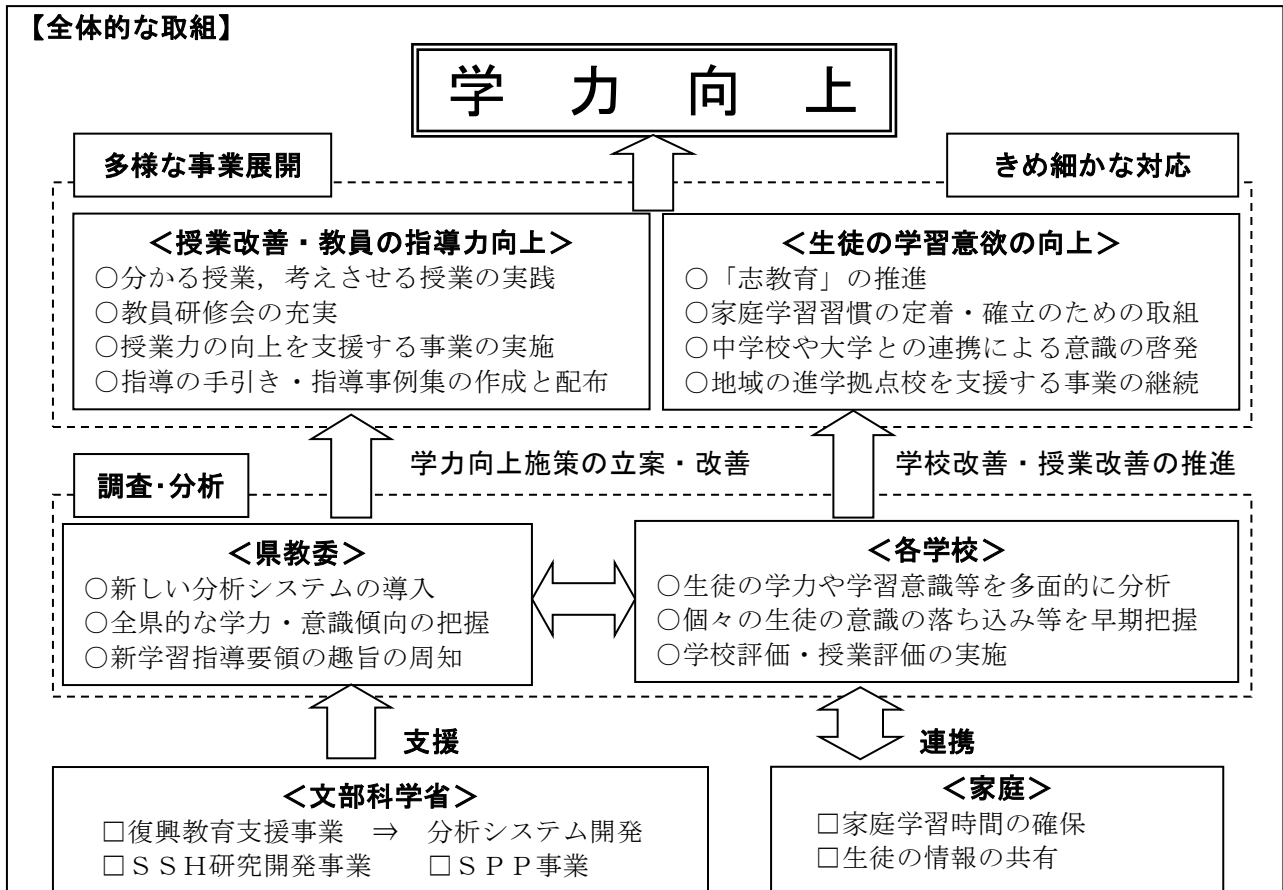 【全体的な取組】
学 力 向 上
多様な事業展開
きめ細かな対応
＜授業改善・教員の指導力向上＞
○分かる授業，考えさせる授業の実践
○教員研修会の充実
○授業力の向上を支援する事業の実施
○指導の手引き・指導事例集の作成と配布
＜生徒の学習意欲の向上＞
○「志教育」の推進
○家庭学習習慣の定着・確立のための取組
○中学校や大学との連携による意識の啓発
○地域の進学拠点校を支援する事業の継続
学力向上施策の立案・改善
学校改善・授業改善の推進
調査・分析
＜県教委＞
○新しい分析システムの導入
○全県的な学力・意識傾向の把握
○新学習指導要領の趣旨の周知
＜各学校＞
○生徒の学力や学習意識等を多面的に分析
○個々の生徒の意識の落ち込み等を早期把握
○学校評価・授業評価の実施
支援
連携
＜文部科学省＞
□復興教育支援事業 ⇒ 分析システム開発
□ＳＳＨ研究開発事業 □ＳＰＰ事業
＜家庭＞
□家庭学習時間の確保
□生徒の情報の共有